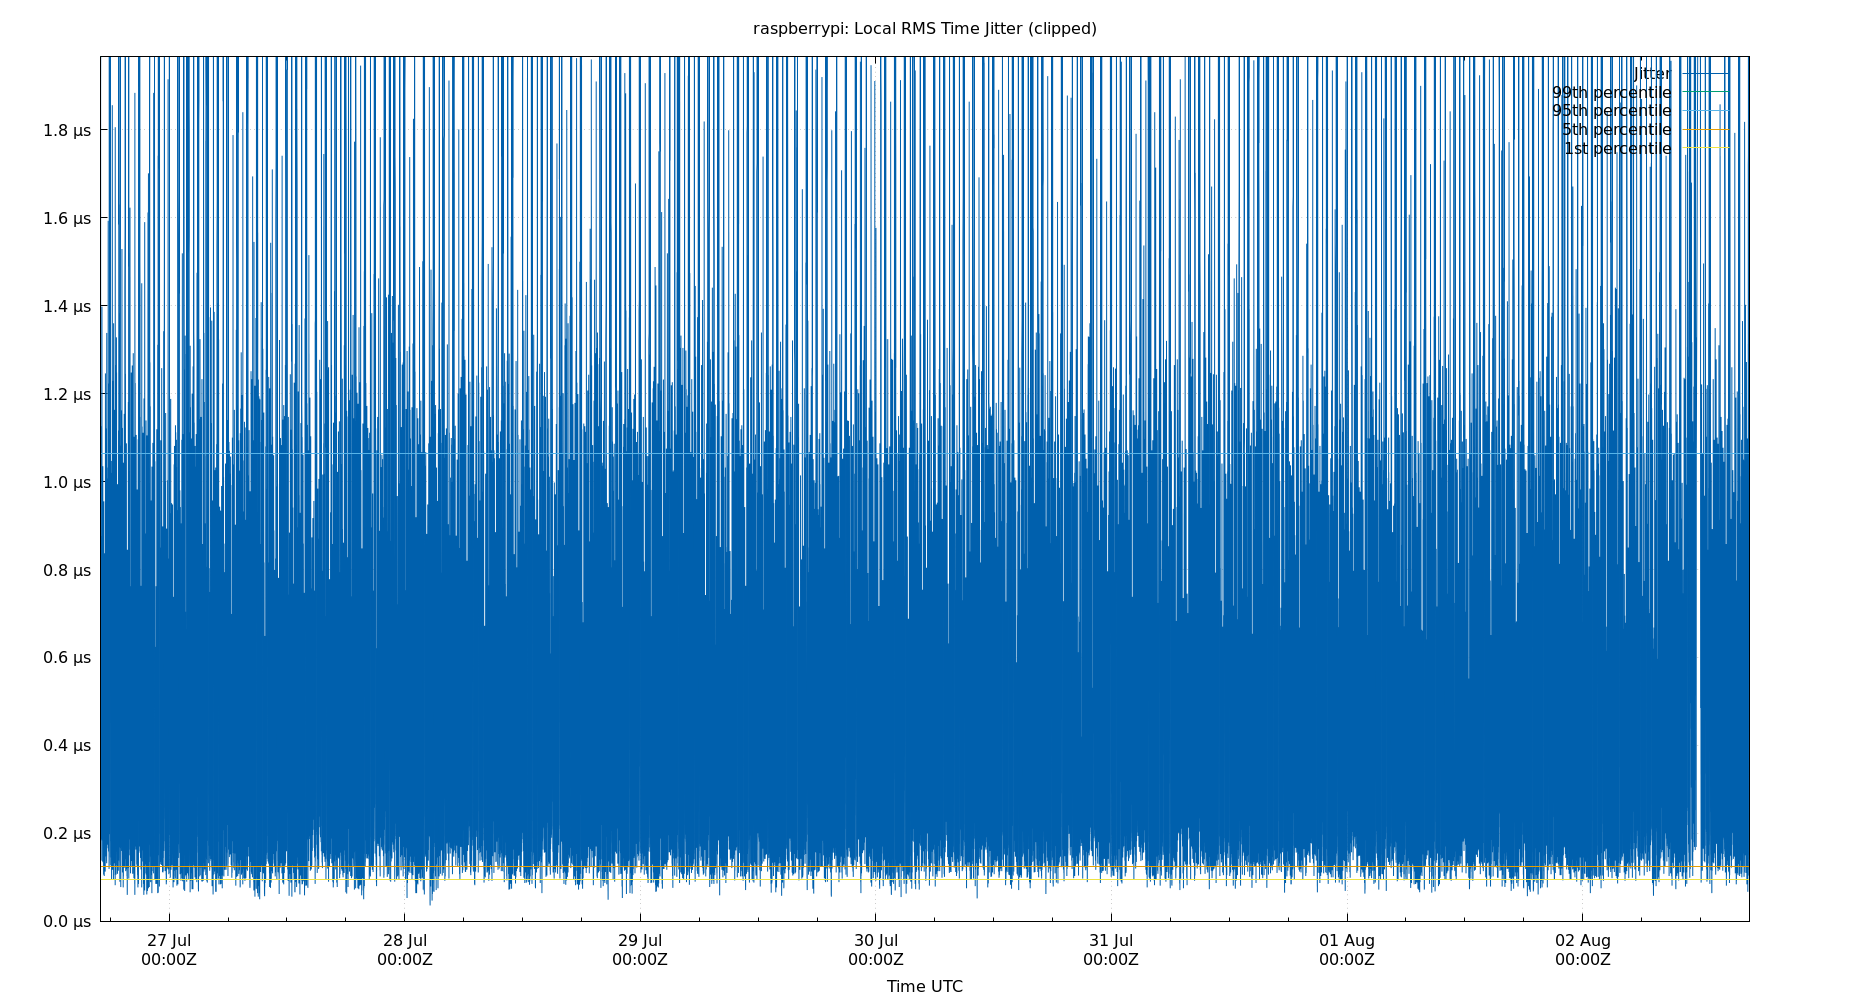 raspberrypi: Local RMS Time Jitter (clipped)
Jitter
99th percentile
95th percentile
5th percentile
1st percentile
1.8 µs
1.6 µs
1.4 µs
1.2 µs
1.0 µs
0.8 µs
0.6 µs
0.4 µs
0.2 µs
0.0 µs
27 Jul 28 Jul 29 Jul 30 Jul 31 Jul 01 Aug 02 Aug
00:00Z 00:00Z 00:00Z 00:00Z 00:00Z 00:00Z 00:00Z
Time UTC